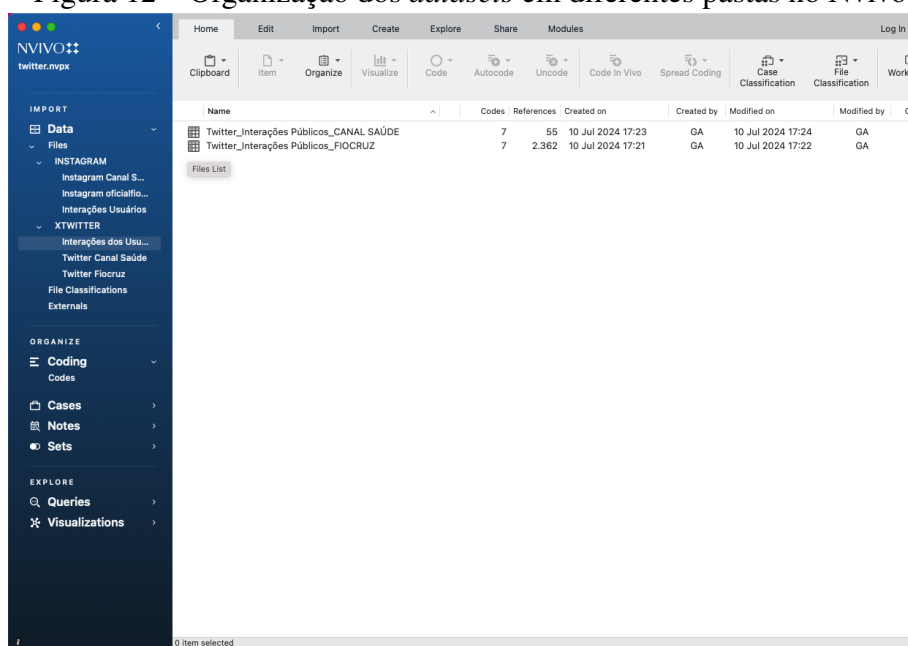 Figura 12 – Organização dos datasets em diferentes pastas no NVivo
NVIVO
twitter.nvpx
IMPORT
Data
Files
INSTAGRAM
Instagram Canal S...
Instagram oficialfio...
Interações Usuários
XTWITTER
Interações dos Usu...
Twitter Canal Saúde
Twitter Fiocruz
File Classifications
Externals
ORGANIZE
Coding
Codes
Cases
Notes
Sets
EXPLORE
Queries
Visualizations
Home Edit Import Create Explore Share Modules Log In
Clipboard Item Organize Visualize Code Autocode Uncode Code In Vivo Spread Coding Case Classification File Classification Work
Name Codes References Created on Created by Modified on Modified by C
Twitter_Interações Públicos_CANAL SAÚDE 7 55 10 Jul 2024 17:23 GA 10 Jul 2024 17:24 GA
Twitter_Interações Públicos_FIOCRUZ 7 2.362 10 Jul 2024 17:21 GA 10 Jul 2024 17:22 GA
Files List
0 item selected